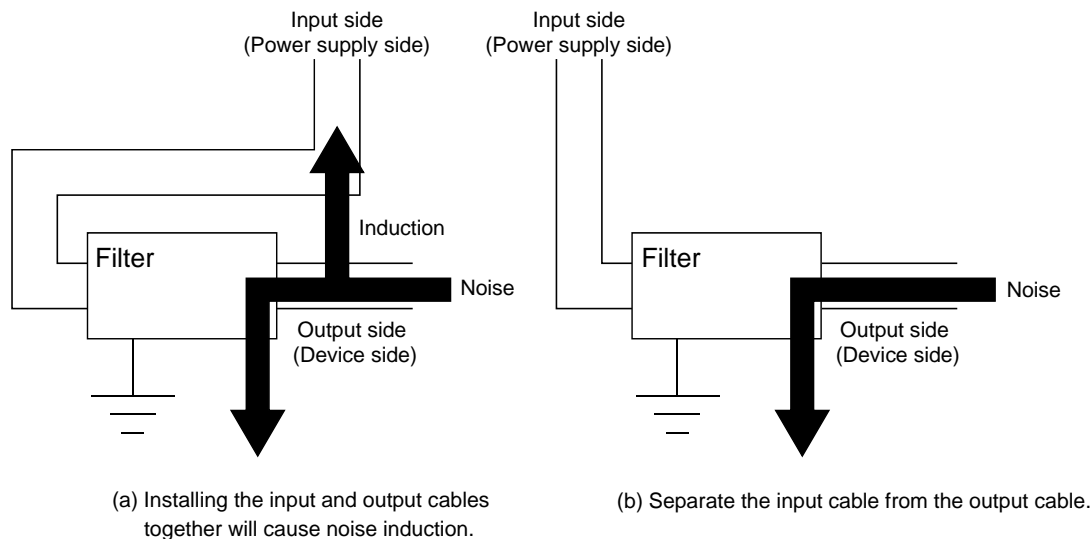 Input side
(Power supply side)
Induction
Filter
Noise
Output side
(Device side)
(a) Installing the input and output cables
together will cause noise induction.
Input side
(Power supply side)
Filter
Noise
Output side
(Device side)
(b) Separate the input cable from the output cable.